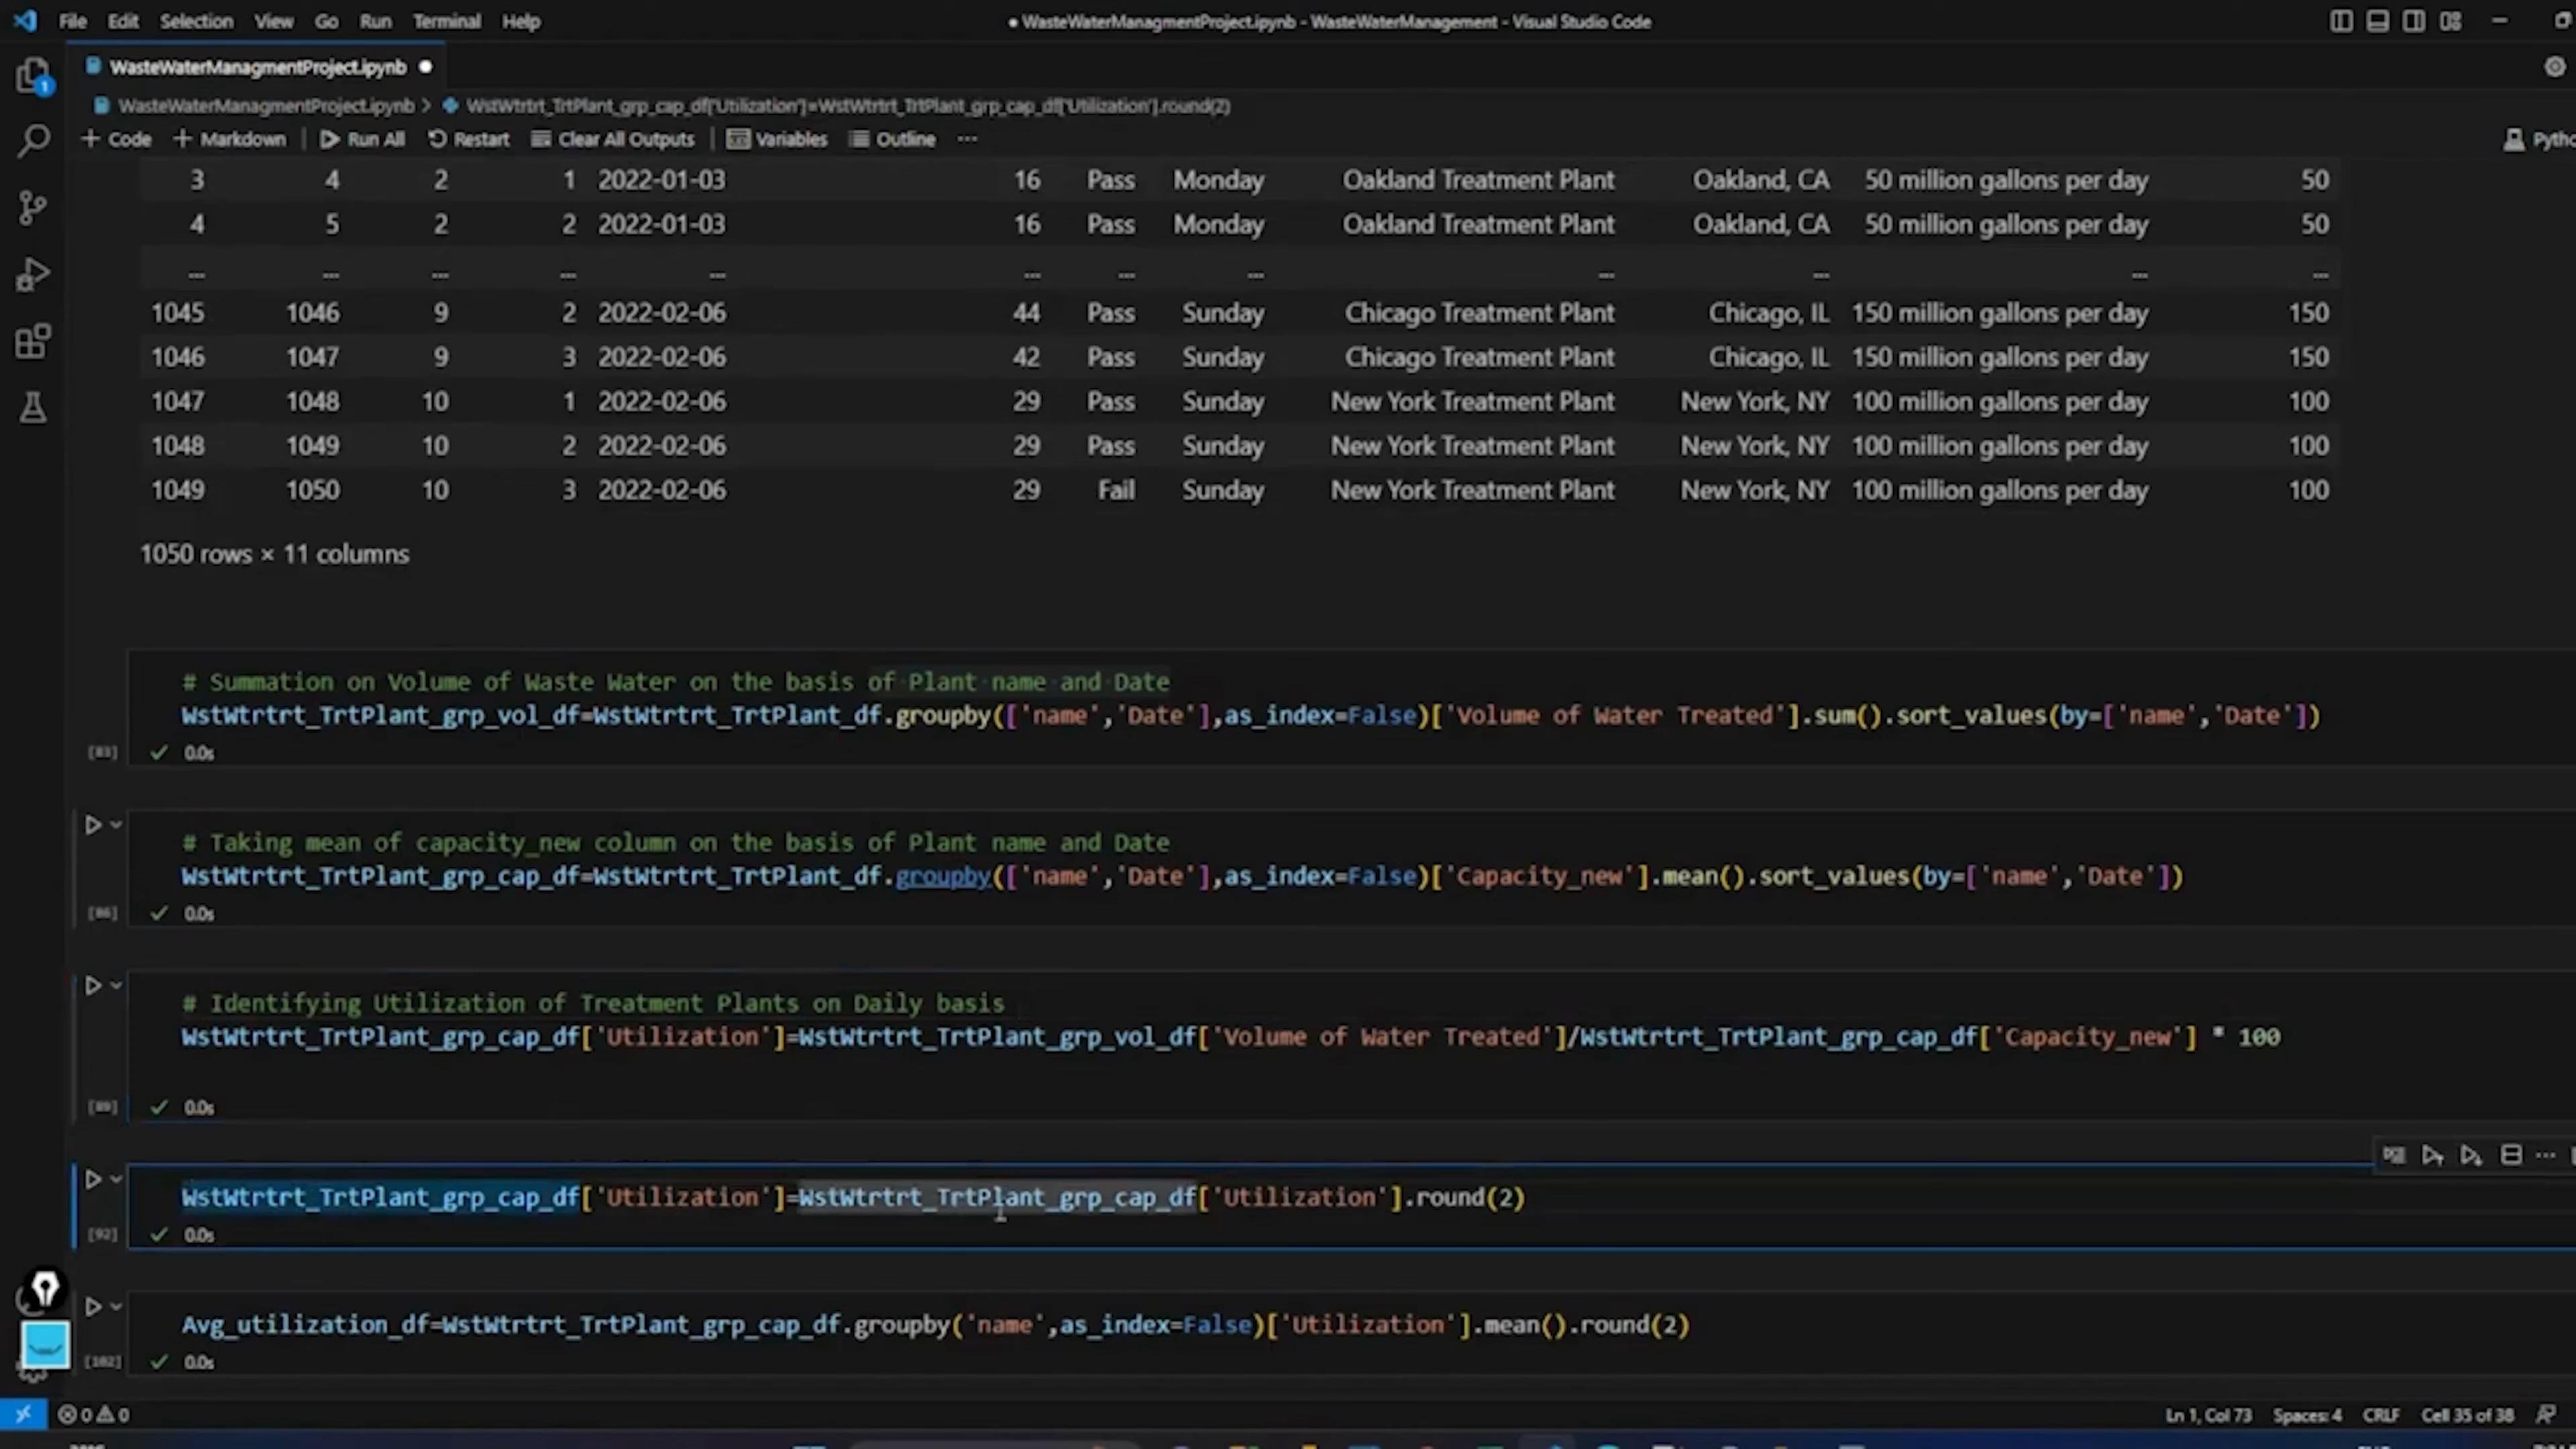 File Edit Selection View Go Run Terminal Help ● WasteWaterManagmentProject.ipynb - WasteWaterManagement - Visual Studio Code
WasteWaterManagmentProject.ipynb ●
WasteWaterManagmentProject.ipynb > WstWtrtrt_TrtPlant_grp_cap_df['Utilization']=WstWtrtrt_TrtPlant_grp_cap_df['Utilization'].round(2)
+ Code + Markdown | Run All Restart Clear All Outputs | Variables Outline ...
3 4 2 1 2022-01-03 16 Pass Monday Oakland Treatment Plant Oakland, CA 50 million gallons per day 50
4 5 2 2 2022-01-03 16 Pass Monday Oakland Treatment Plant Oakland, CA 50 million gallons per day 50
... ... ... ... ... ... ... ... ... ... ... ...
1045 1046 9 2 2022-02-06 44 Pass Sunday Chicago Treatment Plant Chicago, IL 150 million gallons per day 150
1046 1047 9 3 2022-02-06 42 Pass Sunday Chicago Treatment Plant Chicago, IL 150 million gallons per day 150
1047 1048 10 1 2022-02-06 29 Pass Sunday New York Treatment Plant New York, NY 100 million gallons per day 100
1048 1049 10 2 2022-02-06 29 Pass Sunday New York Treatment Plant New York, NY 100 million gallons per day 100
1049 1050 10 3 2022-02-06 29 Fail Sunday New York Treatment Plant New York, NY 100 million gallons per day 100
1050 rows × 11 columns
# Summation on Volume of Waste Water on the basis of Plant name and Date
WstWtrtrt_TrtPlant_grp_vol_df=WstWtrtrt_TrtPlant_df.groupby(['name','Date'],as_index=False)['Volume of Water Treated'].sum().sort_values(by=['name','Date'])
[83] ✓ 0.0s
# Taking mean of capacity_new column on the basis of Plant name and Date
WstWtrtrt_TrtPlant_grp_cap_df=WstWtrtrt_TrtPlant_df.groupby(['name','Date'],as_index=False)['Capacity_new'].mean().sort_values(by=['name','Date'])
[86] ✓ 0.0s
# Identifying Utilization of Treatment Plants on Daily basis
WstWtrtrt_TrtPlant_grp_cap_df['Utilization']=WstWtrtrt_TrtPlant_grp_vol_df['Volume of Water Treated']/WstWtrtrt_TrtPlant_grp_cap_df['Capacity_new'] * 100
[89] ✓ 0.0s
WstWtrtrt_TrtPlant_grp_cap_df['Utilization']=WstWtrtrt_TrtPlant_grp_cap_df['Utilization'].round(2)
[92] ✓ 0.0s
Avg_utilization_df=WstWtrtrt_TrtPlant_grp_cap_df.groupby('name',as_index=False)['Utilization'].mean().round(2)
[102] ✓ 0.0s
0 0 Ln 1, Col 73 Spaces: 4 CRLF Cell 35 of 38